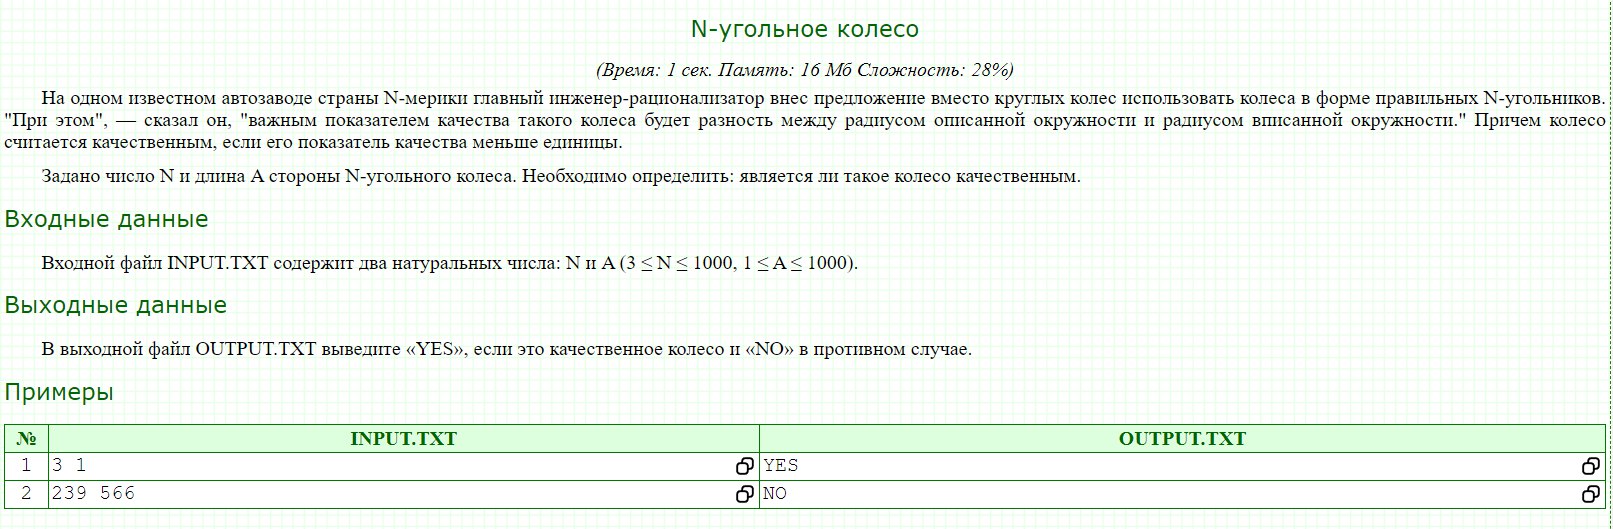 N-угольное колесо
(Время: 1 сек. Память: 16 Мб Сложность: 28%)
На одном известном автозаводе страны N-мерики главный инженер-рационализатор внес предложение вместо круглых колес использовать колеса в форме правильных N-угольников.
"При этом", — сказал он, "важным показателем качества такого колеса будет разность между радиусом описанной окружности и радиусом вписанной окружности." Причем колесо
считается качественным, если его показатель качества меньше единицы.
Задано число N и длина A стороны N-угольного колеса. Необходимо определить: является ли такое колесо качественным.
Входные данные
Входной файл INPUT.TXT содержит два натуральных числа: N и A (3 ≤ N ≤ 1000, 1 ≤ A ≤ 1000).
Выходные данные
В выходной файл OUTPUT.TXT выведите «YES», если это качественное колесо и «NO» в противном случае.
Примеры
№ INPUT.TXT OUTPUT.TXT
1 3 1 YES
2 239 566 NO